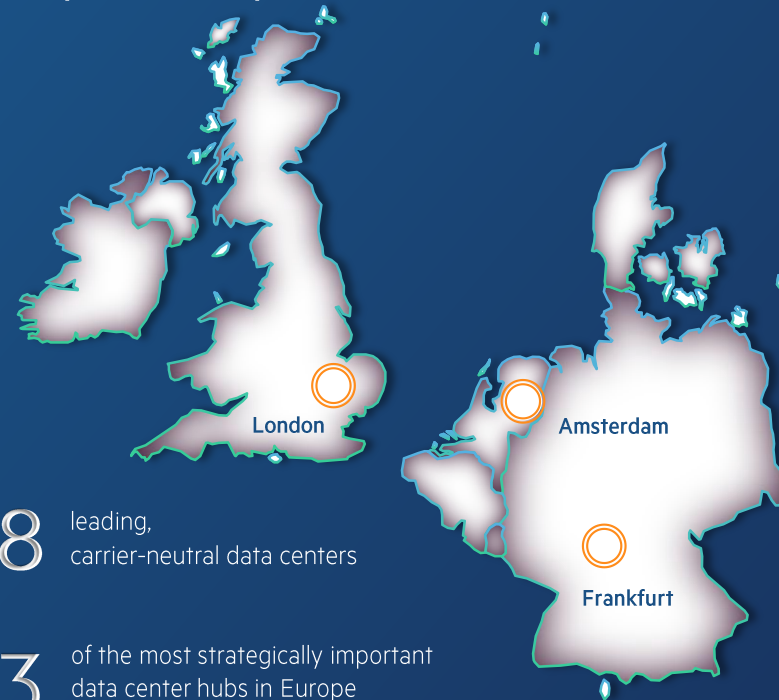 London
Amsterdam
Frankfurt
8
leading,
carrier-neutral data centers
3
of the most strategically important
data center hubs in Europe